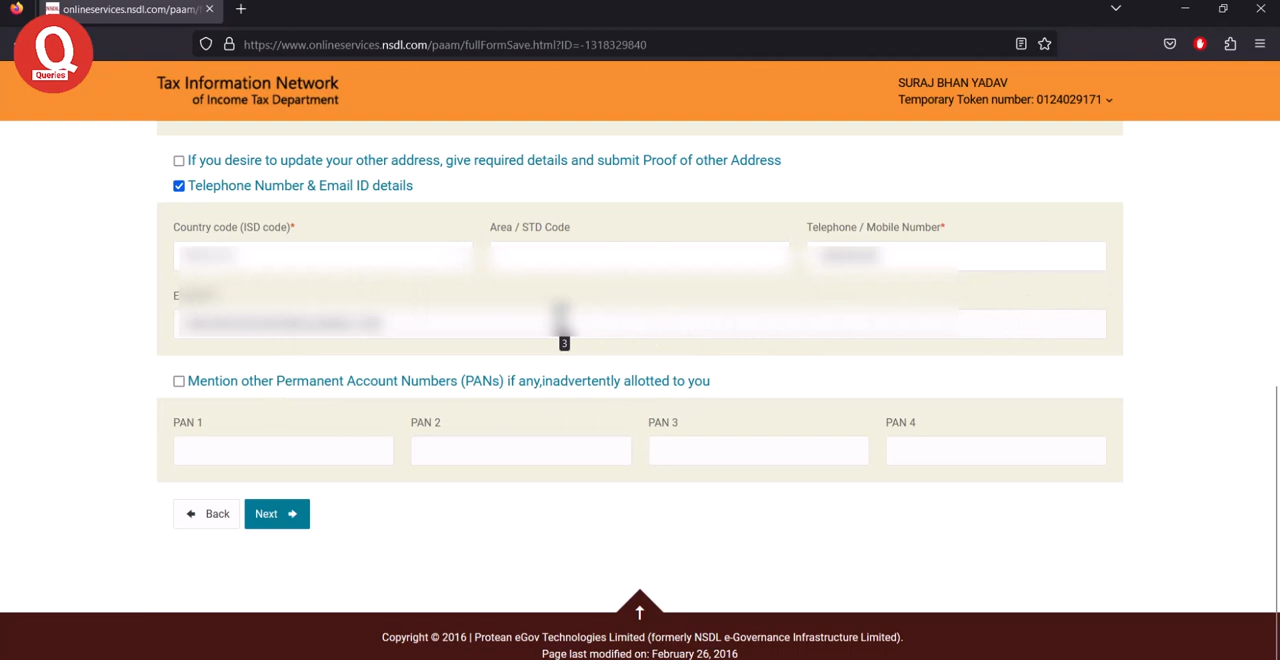 onlineservices.nsdl.com/paam/
Queries
https://www.onlineservices.nsdl.com/paam/fullFormSave.html?ID=-1318329840
Tax Information Network
of Income Tax Department
SURAJ BHAN YADAV
Temporary Token number: 0124029171
If you desire to update your other address, give required details and submit Proof of other Address
Telephone Number & Email ID details
Country code (ISD code)* Area / STD Code Telephone / Mobile Number*
3
Mention other Permanent Account Numbers (PANs) if any,inadvertently allotted to you
PAN 1 PAN 2 PAN 3 PAN 4
Back Next
Copyright © 2016 | Protean eGov Technologies Limited (formerly NSDL e-Governance Infrastructure Limited).
Page last modified on: February 26, 2016